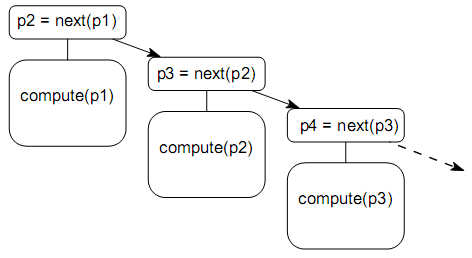 p2 = next(p1)
compute(p1)
p3 = next(p2)
compute(p2)
p4 = next(p3)
compute(p3)